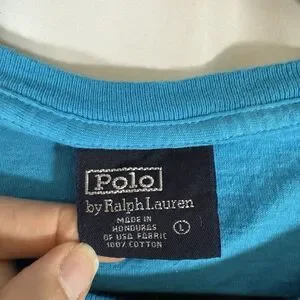 Polo
by Ralph Lauren
MADE IN
HONDURAS
OF USA FABRIC
100% COTTON
L